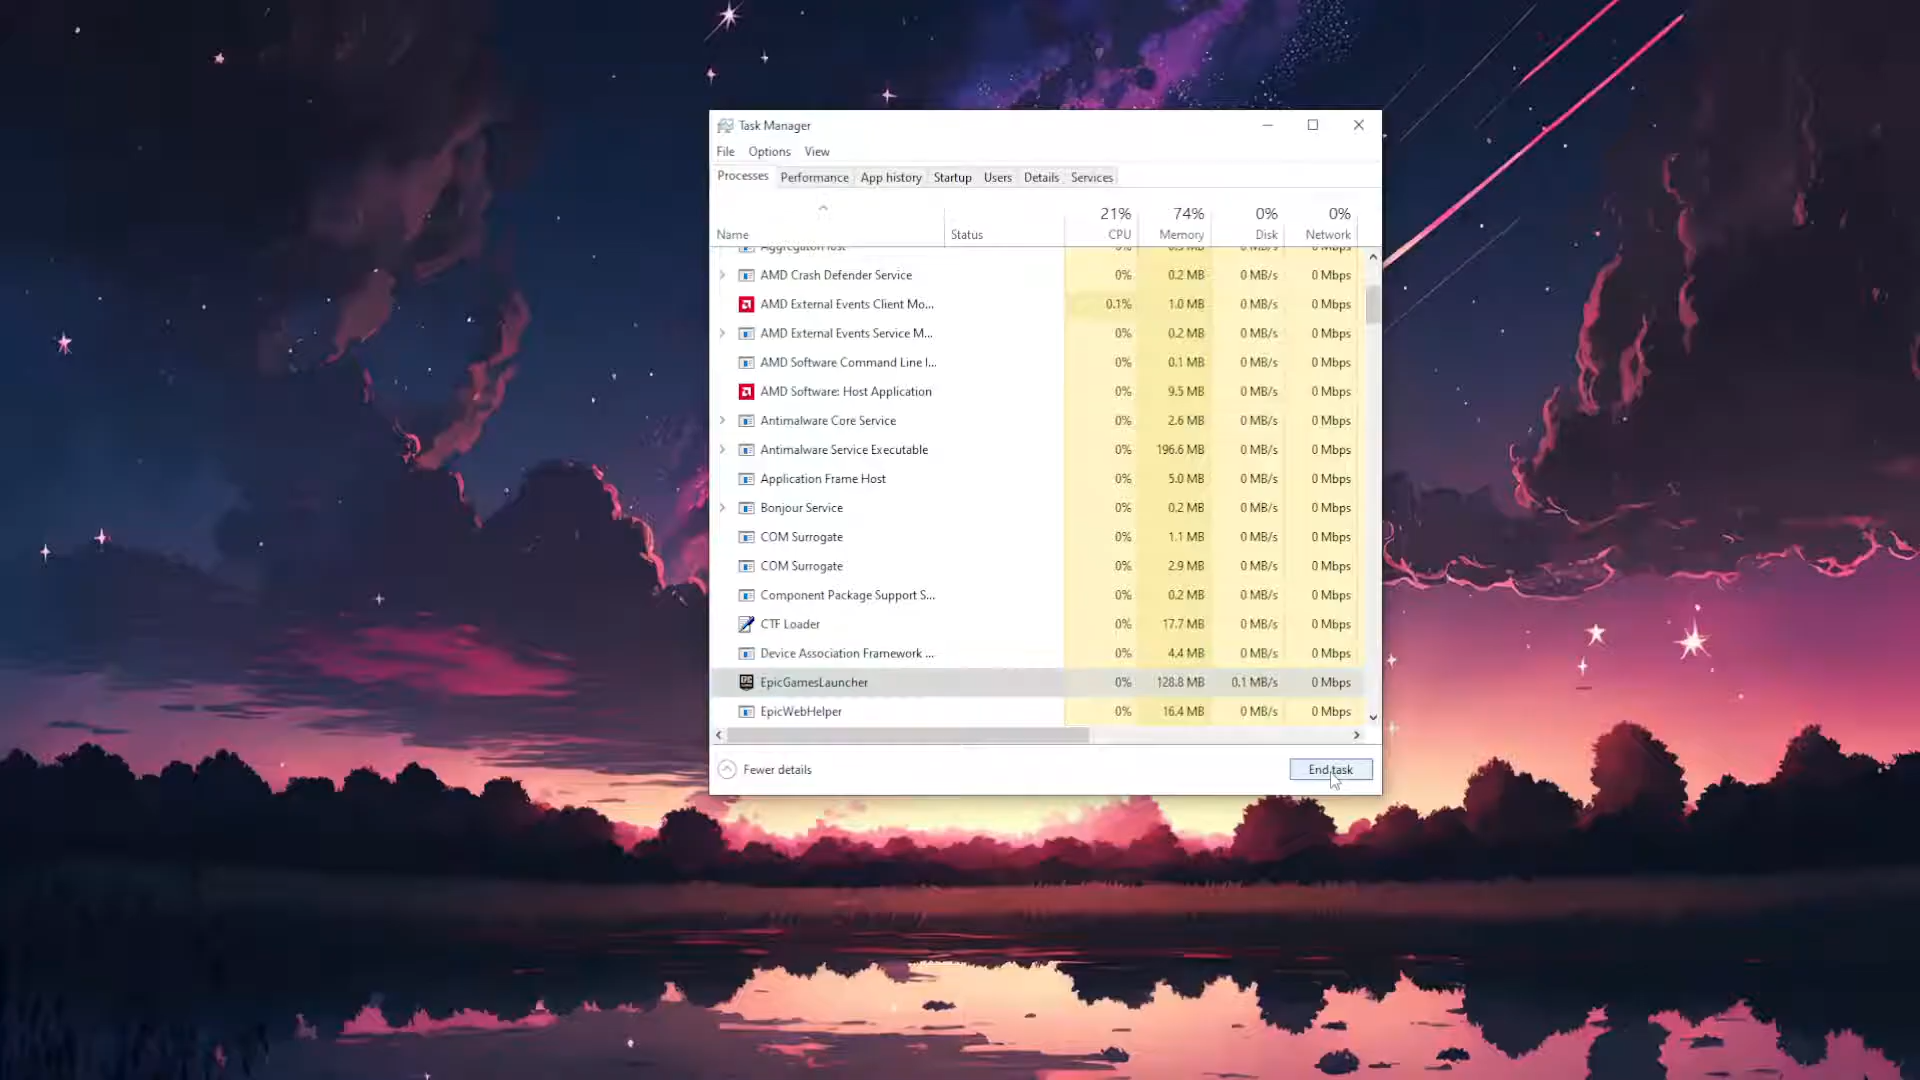 Task Manager
File Options View
Processes Performance App history Startup Users Details Services
21% 74% 0% 0%
Name Status CPU Memory Disk Network
AMD Crash Defender Service 0% 0.2 MB 0 MB/s 0 Mbps
AMD External Events Client Mo... 0.1% 1.0 MB 0 MB/s 0 Mbps
AMD External Events Service M... 0% 0.2 MB 0 MB/s 0 Mbps
AMD Software Command Line I... 0% 0.1 MB 0 MB/s 0 Mbps
AMD Software: Host Application 0% 9.5 MB 0 MB/s 0 Mbps
Antimalware Core Service 0% 2.6 MB 0 MB/s 0 Mbps
Antimalware Service Executable 0% 196.6 MB 0 MB/s 0 Mbps
Application Frame Host 0% 5.0 MB 0 MB/s 0 Mbps
Bonjour Service 0% 0.2 MB 0 MB/s 0 Mbps
COM Surrogate 0% 1.1 MB 0 MB/s 0 Mbps
COM Surrogate 0% 2.9 MB 0 MB/s 0 Mbps
Component Package Support S... 0% 0.2 MB 0 MB/s 0 Mbps
CTF Loader 0% 17.7 MB 0 MB/s 0 Mbps
Device Association Framework ... 0% 4.4 MB 0 MB/s 0 Mbps
EpicGamesLauncher 0% 128.8 MB 0.1 MB/s 0 Mbps
EpicWebHelper 0% 16.4 MB 0 MB/s 0 Mbps
Fewer details End task